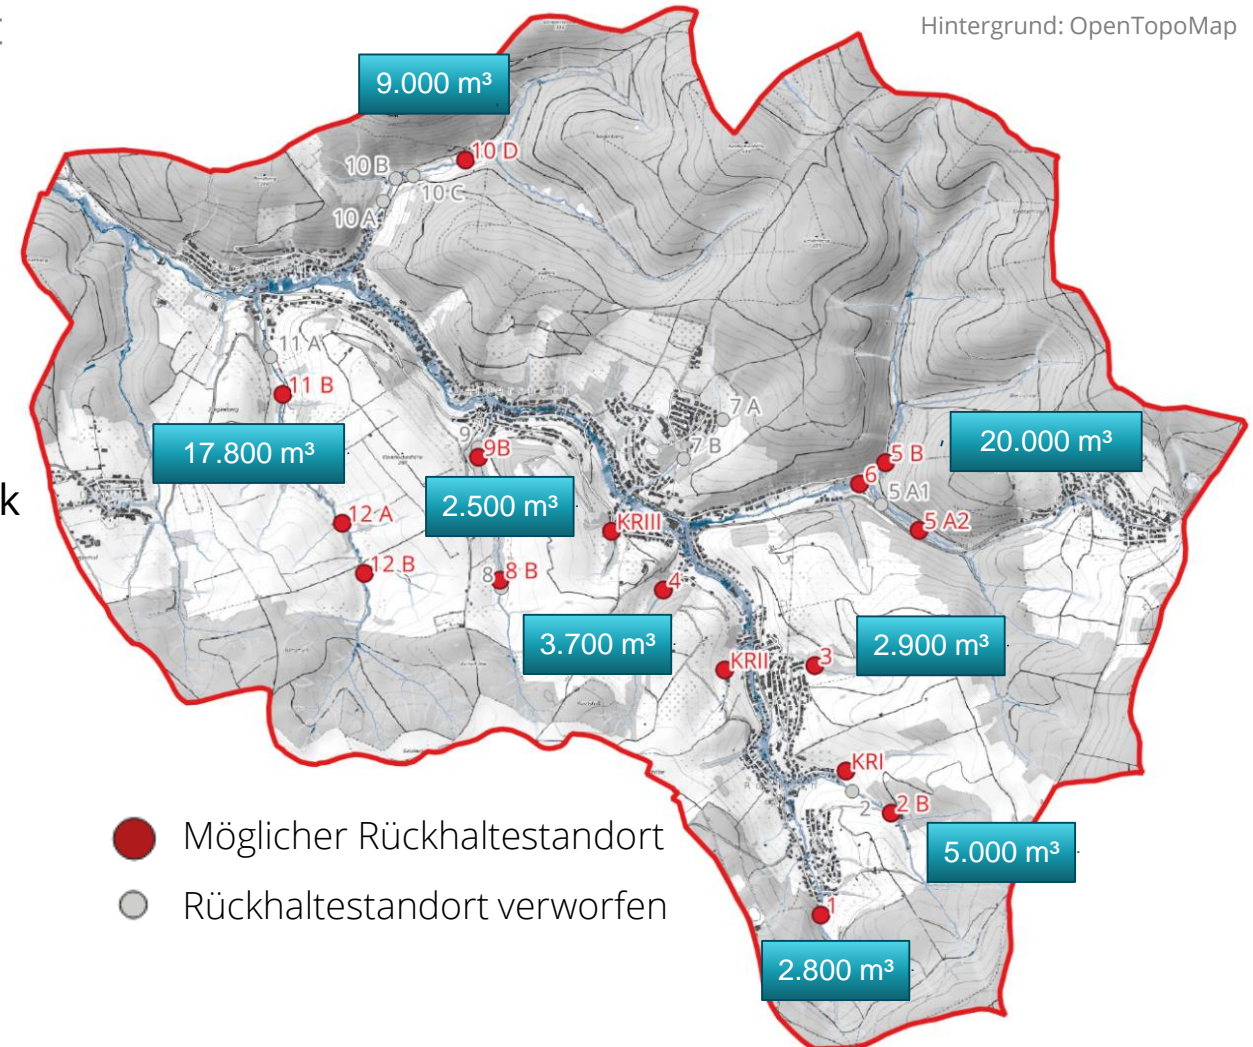 Hintergrund: OpenTopoMap
9.000 m³
10 D
10 B
10 C
10 A
11 A
11 B
7 A
17.800 m³
9
9B
7 B
5 B
20.000 m³
6
5 A1
k
2.500 m³
12 A
KRIII
5 A2
12 B
8
8 B
4
3.700 m³
2.900 m³
KRII
3
KRI
2
2 B
Möglicher Rückhaltestandort
5.000 m³
Rückhaltestandort verworfen
1
2.800 m³